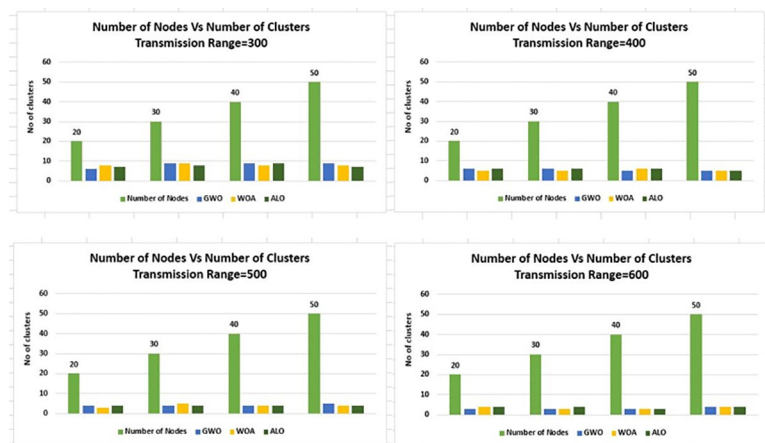 Number of Nodes Vs Number of Clusters
Transmission Range=300
No of clusters
60
50
40
30
20
10
0
20
30
40
50
Number of Nodes GWO WOA ALO
Number of Nodes Vs Number of Clusters
Transmission Range=400
No of clusters
60
50
40
30
20
10
0
20
30
40
50
Number of Nodes GWO WOA ALO
Number of Nodes Vs Number of Clusters
Transmission Range=500
No of clusters
60
50
40
30
20
10
0
20
30
40
50
Number of Nodes GWO WOA ALO
Number of Nodes Vs Number of Clusters
Transmission Range=600
No of clusters
60
50
40
30
20
10
0
20
30
40
50
Number of Nodes GWO WOA ALO